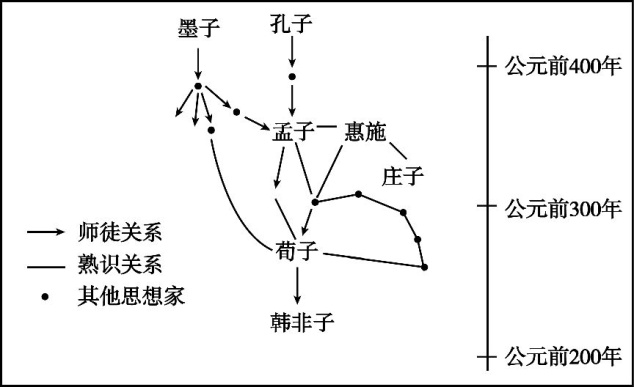 墨子
孔子
公元前400年
孟子
惠施
庄子
公元前300年
师徒关系
熟识关系
荀子
其他思想家
韩非子
公元前200年